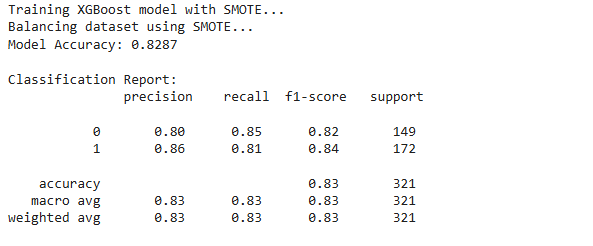 Training XGBoost model with SMOTE...
Balancing dataset using SMOTE...
Model Accuracy: 0.8287
Classification Report:
precision recall f1-score support
0 0.80 0.85 0.82 149
1 0.86 0.81 0.84 172
accuracy 0.83 321
macro avg 0.83 0.83 0.83 321
weighted avg 0.83 0.83 0.83 321